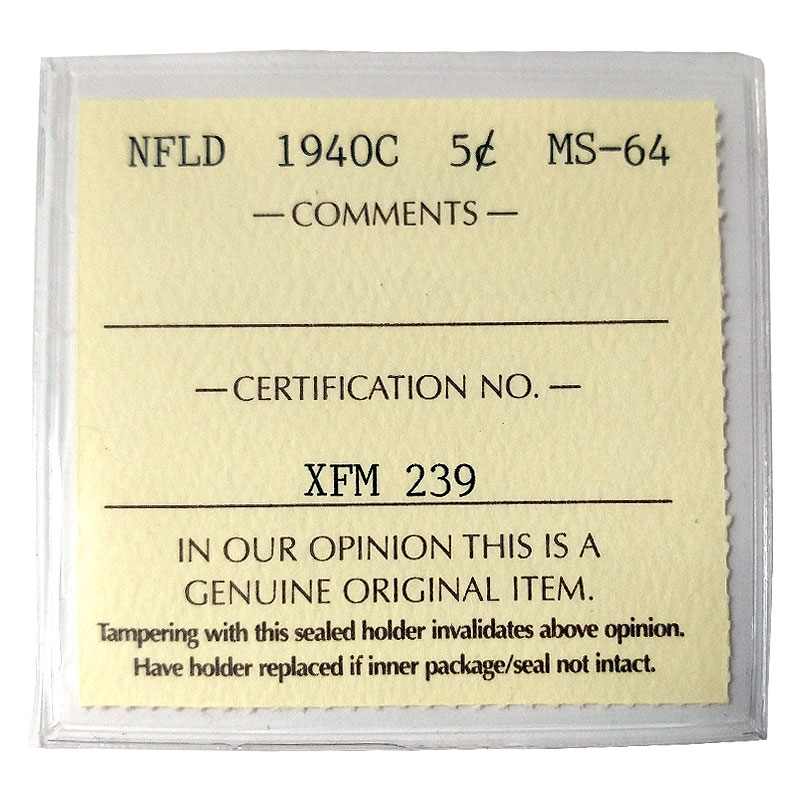 NFLD 1940C 5¢ MS-64
— COMMENTS —
— CERTIFICATION NO. —
XFM 239
IN OUR OPINION THIS IS A
GENUINE ORIGINAL ITEM.
Tampering with this sealed holder invalidates above opinion.
Have holder replaced if inner package/seal not intact.